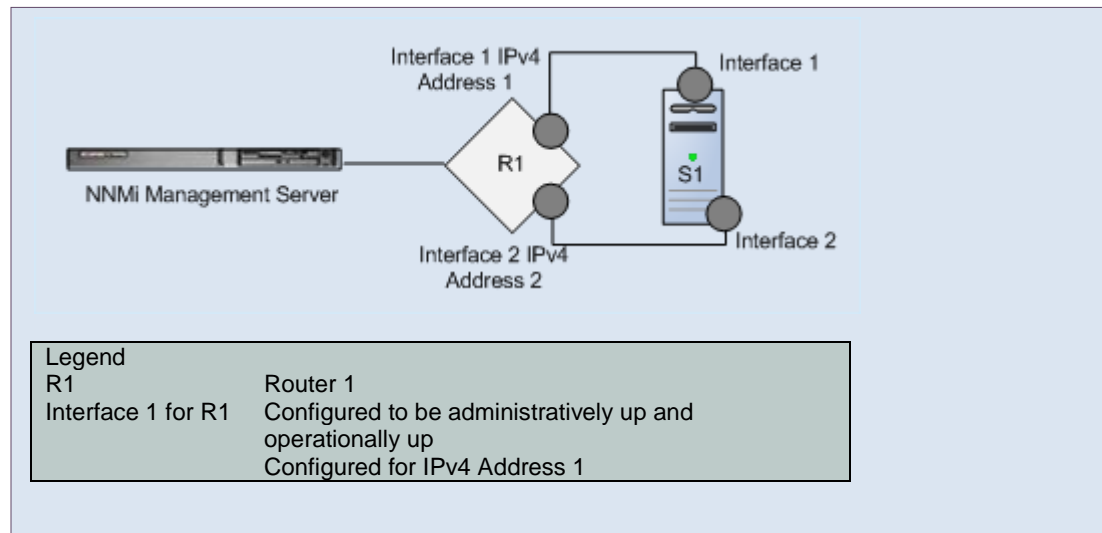 Interface 1 IPv4
Address 1
Interface 1
R1
S1
NNMi Management Server
Interface 2
Interface 2 IPv4
Address 2
Legend
R1 Router 1
Interface 1 for R1 Configured to be administratively up and
operationally up
Configured for IPv4 Address 1